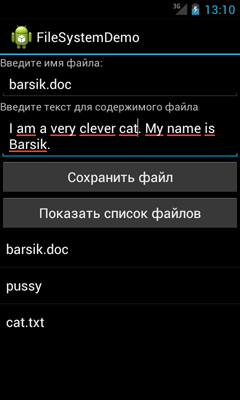 3G 13:10
FileSystemDemo
Введите имя файла:
barsik.doc
Введите текст для содержимого файла
I am a very clever cat. My name is
Barsik.
Сохранить файл
Показать список файлов
barsik.doc
pussy
cat.txt